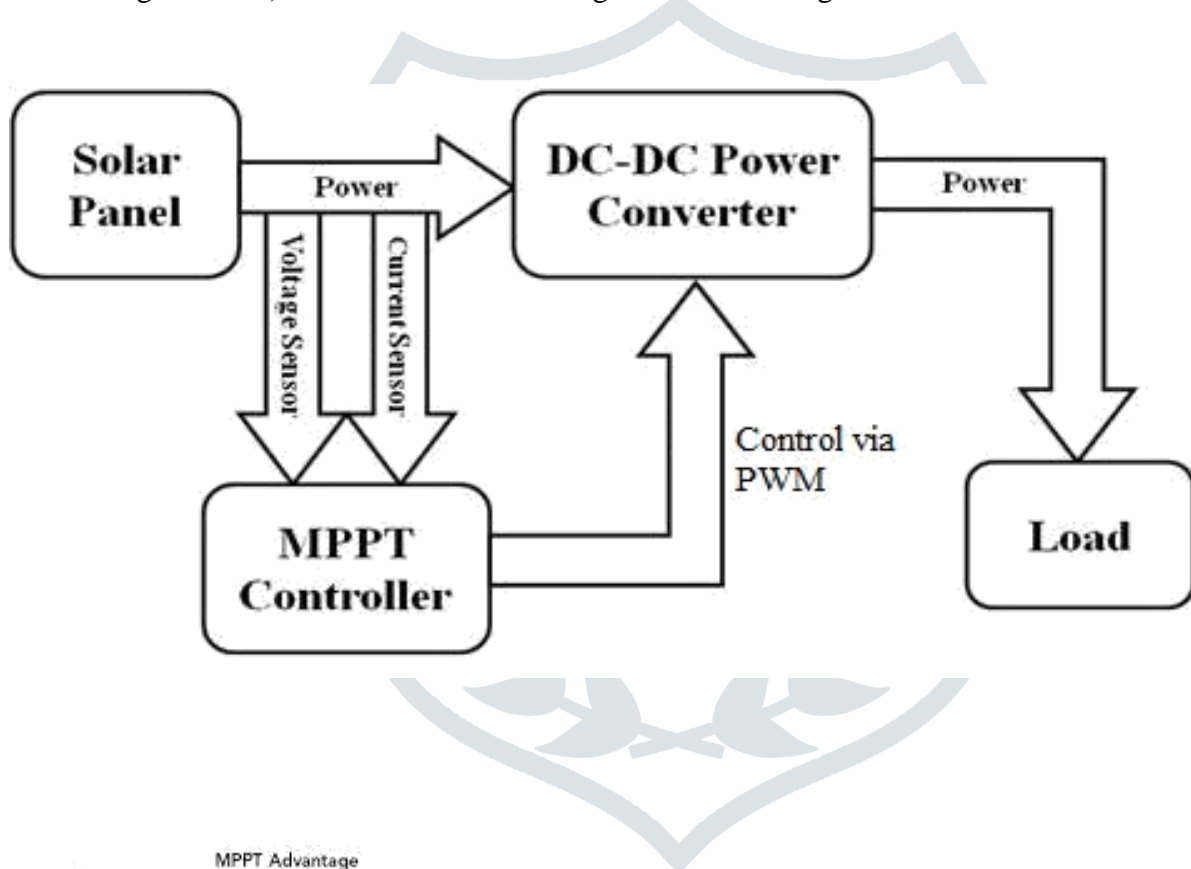 Solar
Panel
Power
DC-DC Power
Converter
Power
Voltage Sensor
Current Sensor
Control via
PWM
MPPT
Controller
Load
MPPT Advantage